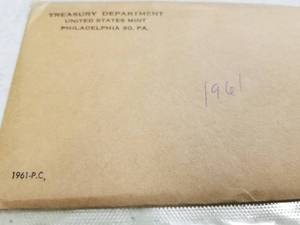 TREASURY DEPARTMENT
UNITED STATES MINT
PHILADELPHIA 30, PA.
1961
1961-P.C,